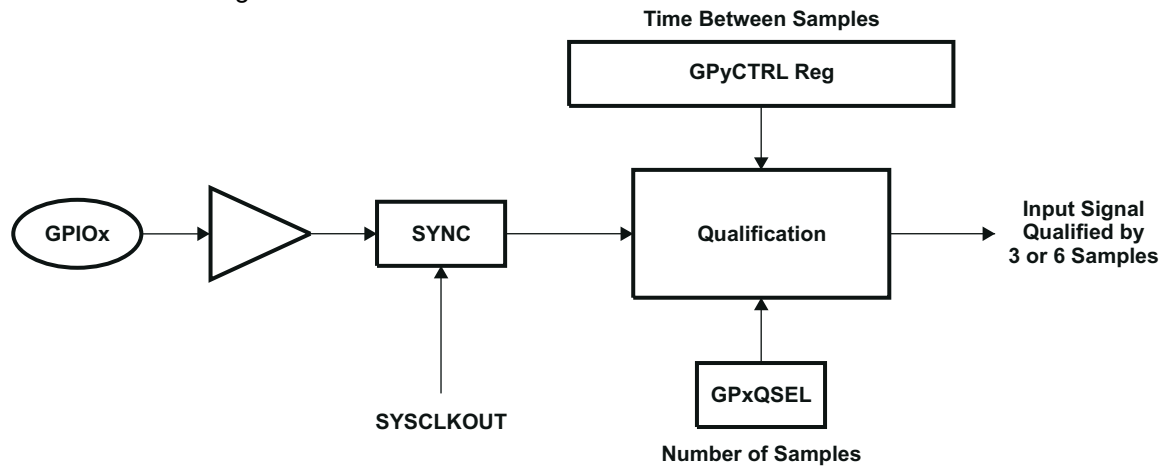 Time Between Samples
GPyCTRL Reg
GPIOx
SYNC
Qualification
Input Signal
Qualified by
3 or 6 Samples
SYSCLKOUT
GPxQSEL
Number of Samples